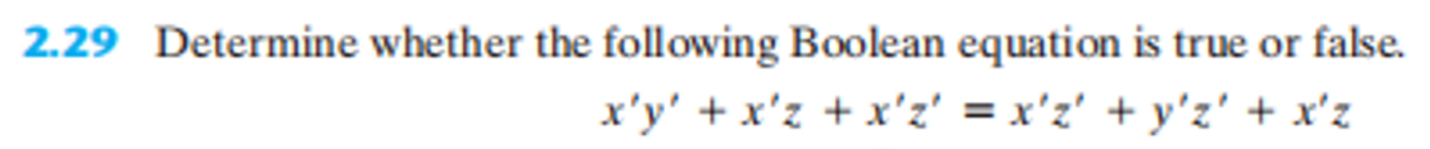 2.29 Determine whether the following Boolean equation is true or false.
x'y' + x'z + x'z' = x'z' + y'z' + x'z